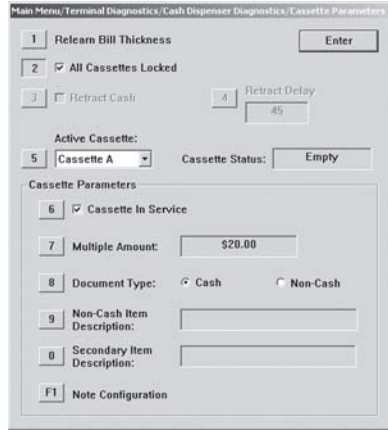 Main Menu/Terminal Diagnostics/Cash Dispenser Diagnostics/Cassette Parameters
1 Relearn Bill Thickness Enter
2 All Cassettes Locked
3 Retract Cash 4 Retract Delay
45
Active Cassette:
5 Cassette A Cassette Status: Empty
Cassette Parameters
6 Cassette In Service
7 Multiple Amount: $20.00
8 Document Type: Cash Non-Cash
9 Non-Cash Item
Description:
0 Secondary Item
Description:
F1 Note Configuration